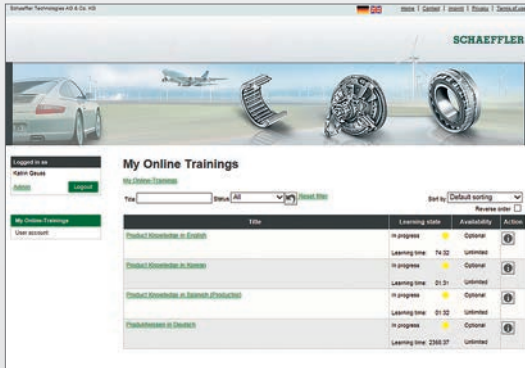 Schaeffler Technologies AG & Co. KG
Home | Contact | Imprint | Privacy | Terms of use
SCHAEFFLER
Logged in as
Katrin Gauss
Admin Logout
My Online-Trainings
User account
My Online Trainings
My Online-Trainings
Title Status All Reset filter Sort by Default sorting
Reverse order
Title Learning state Availability Action
Product Knowledge in English In progress Optional
Learning time: 74:32 Unlimited
Product Knowledge in Korean In progress Optional
Learning time: 01:31 Unlimited
Product Knowledge in Spanish (Production) In progress Optional
Learning time: 01:32 Unlimited
Produktwissen in Deutsch In progress Optional
Learning time: 2360:37 Unlimited